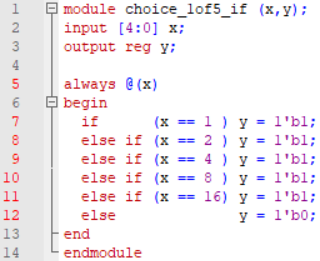 1 module choice_1of5_if (x,y);
2 input [4:0] x;
3 output reg y;
4
5 always @(x)
6 begin
7 if (x == 1 ) y = 1'b1;
8 else if (x == 2 ) y = 1'b1;
9 else if (x == 4 ) y = 1'b1;
10 else if (x == 8 ) y = 1'b1;
11 else if (x == 16) y = 1'b1;
12 else y = 1'b0;
13 end
14 endmodule